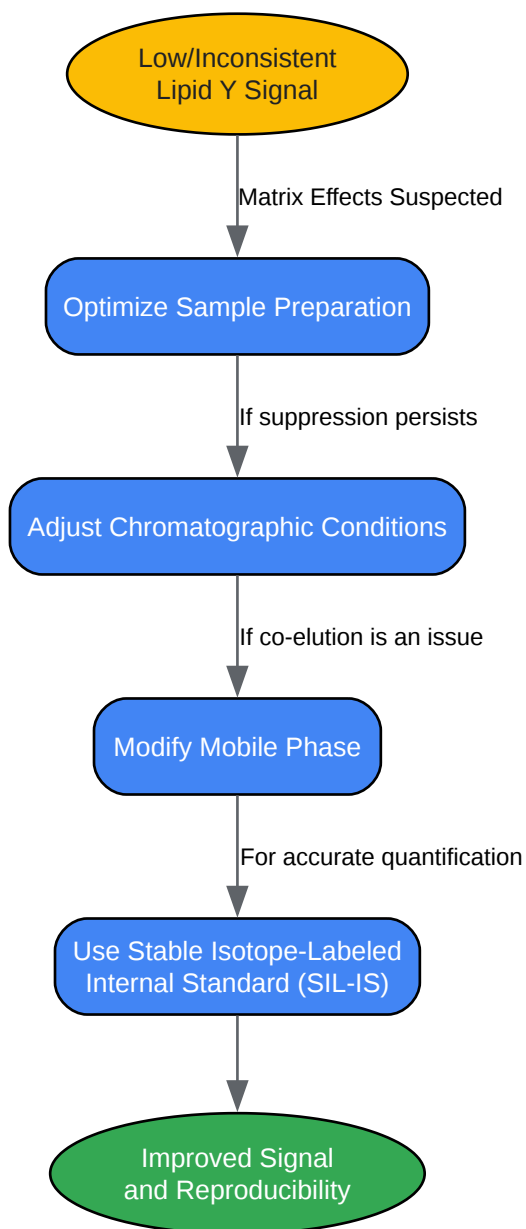 Low/Inconsistent
Lipid Y Signal
Matrix Effects Suspected
Optimize Sample Preparation
If suppression persists
Adjust Chromatographic Conditions
If co-elution is an issue
Modify Mobile Phase
For accurate quantification
Use Stable Isotope-Labeled
Internal Standard (SIL-IS)
Improved Signal
and Reproducibility